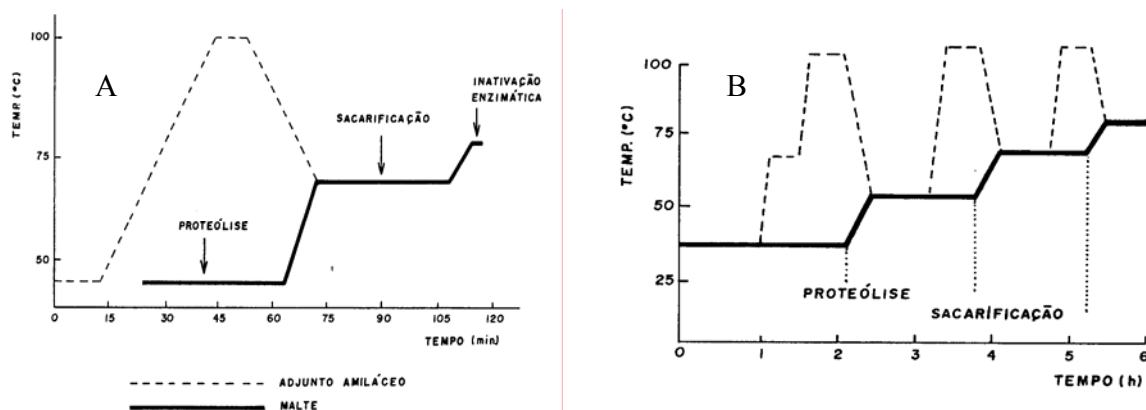 A
TEMP. (°C)
100
75
50
PROTEÓLISE
SACARIFICAÇÃO
INATIVAÇÃO
ENZIMÁTICA
0 15 30 45 60 75 90 105 120
TEMPO (min)
ADJUNTO AMILÁCEO
MALTE
B
TEMP. (°C)
100
75
50
25
PROTEÓLISE
SACARIFICAÇÃO
0 1 2 3 4 5 6
TEMPO (h)